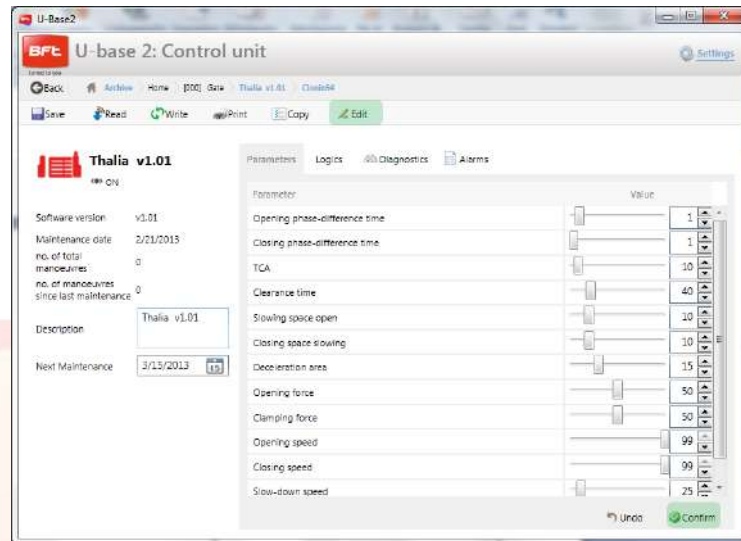 U-Base2
BFT U-base 2: Control unit Settings
Back Archive Home [000] Gate Thalia v1.01
Save Read Write Print Copy Edit
Thalia v1.01
ON
Parameters Logics Diagnostics Alarms
Parameter Value
Software version v1.01
Maintenance date 2/21/2013
no. of total
manoeuvres 0
no. of manoeuvres
since last maintenance 0
Description Thalia v1.01
Next Maintenance 3/15/2013 15
Opening phase-difference time 1
Closing phase-difference time 1
TCA 10
Clearance time 40
Slowing space open 10
Closing space slowing 10
Deceleration area 15
Opening force 50
Clamping force 50
Opening speed 99
Closing speed 99
Slow-down speed 25
Undo Confirm